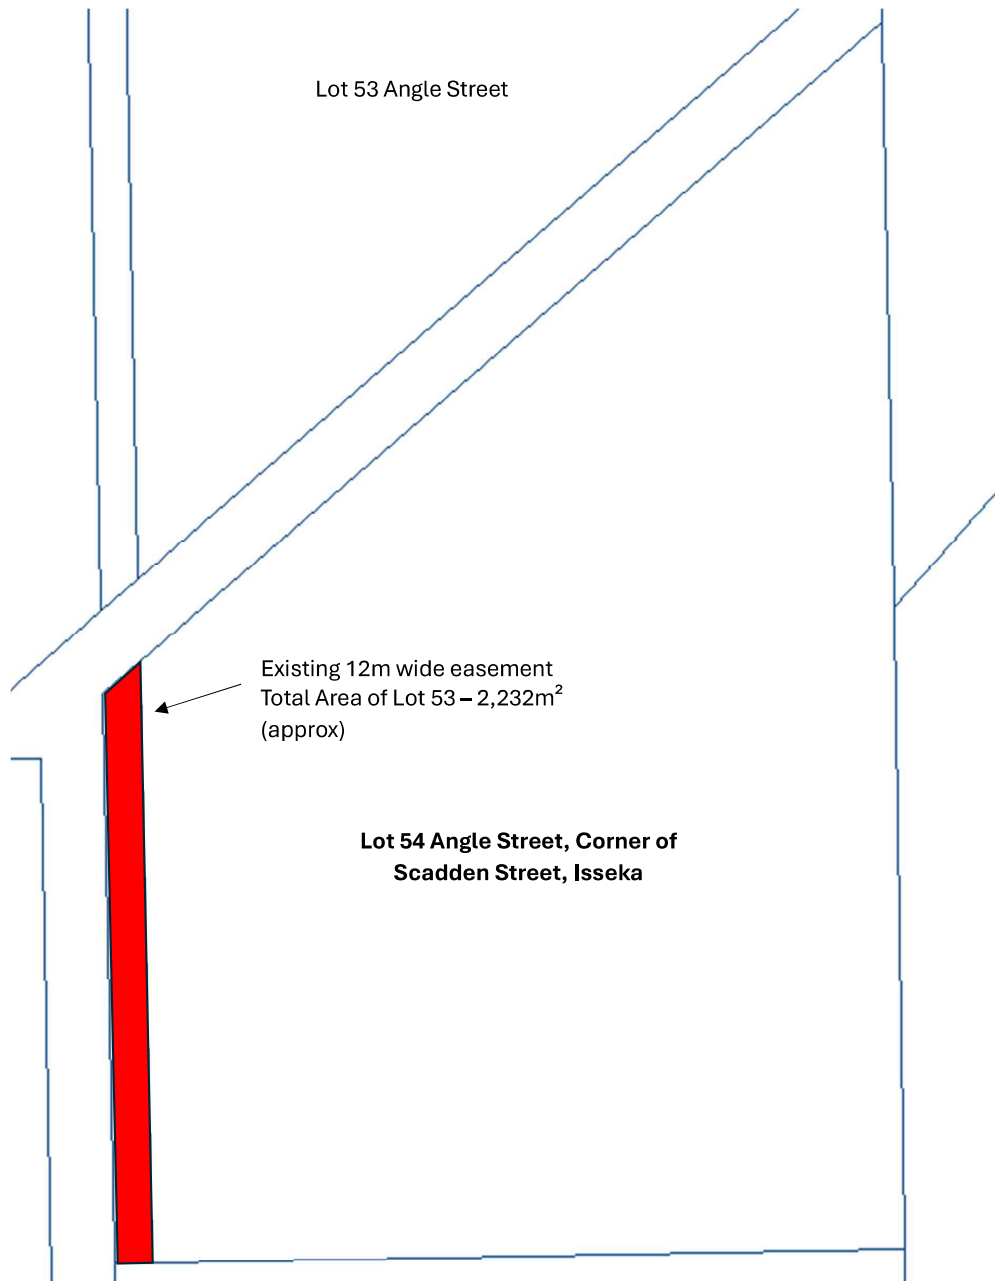 Lot 53 Angle Street
Existing 12m wide easement
Total Area of Lot 53 – 2,232m²
(approx)
Lot 54 Angle Street, Corner of
Scadden Street, Isseka